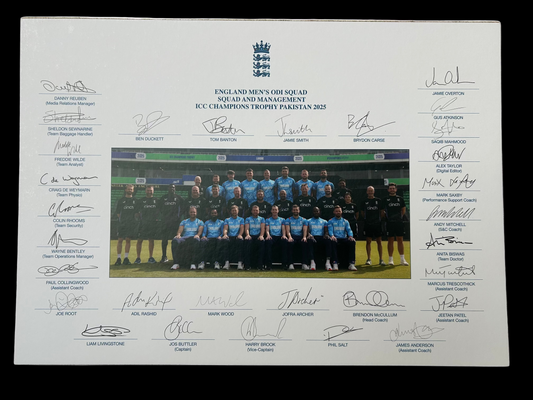 ENGLAND MEN'S ODI SQUAD
SQUAD AND MANAGEMENT
ICC CHAMPIONS TROPHY PAKISTAN 2025
DANNY REUBEN
(Media Relations Manager)
SHELDON SENNARINE
(Team Baggage Handler)
FREDDIE WILDE
(Team Analyst)
CRAIG DE WEYMARN
(Team Physio)
COLIN RHOOMS
(Team Security)
WAYNE BENTLEY
(Team Operations Manager)
PAUL COLLINGWOOD
(Assistant Coach)
JOE ROOT
BEN DUCKETT
TOM BANTON
JAMIE SMITH
BRYDON CARSE
JAMIE OVERTON
GUS ATKINSON
SAQIB MAHMOOD
ALEX TAYLOR
(Digital Editor)
MARK SAXBY
(Performance Support Coach)
ANDY MITCHELL
(S&C Coach)
ANITA BISWAS
(Team Doctor)
MARCUS TRESCOTHICK
(Assistant Coach)
JEETAN PATEL
(Assistant Coach)
ADIL RASHID
MARK WOOD
JOFRA ARCHER
BRENDON McCULLUM
(Head Coach)
LIAM LIVINGSTONE
JOS BUTTLER
(Captain)
HARRY BROOK
(Vice-Captain)
PHIL SALT
JAMES ANDERSON
(Assistant Coach)